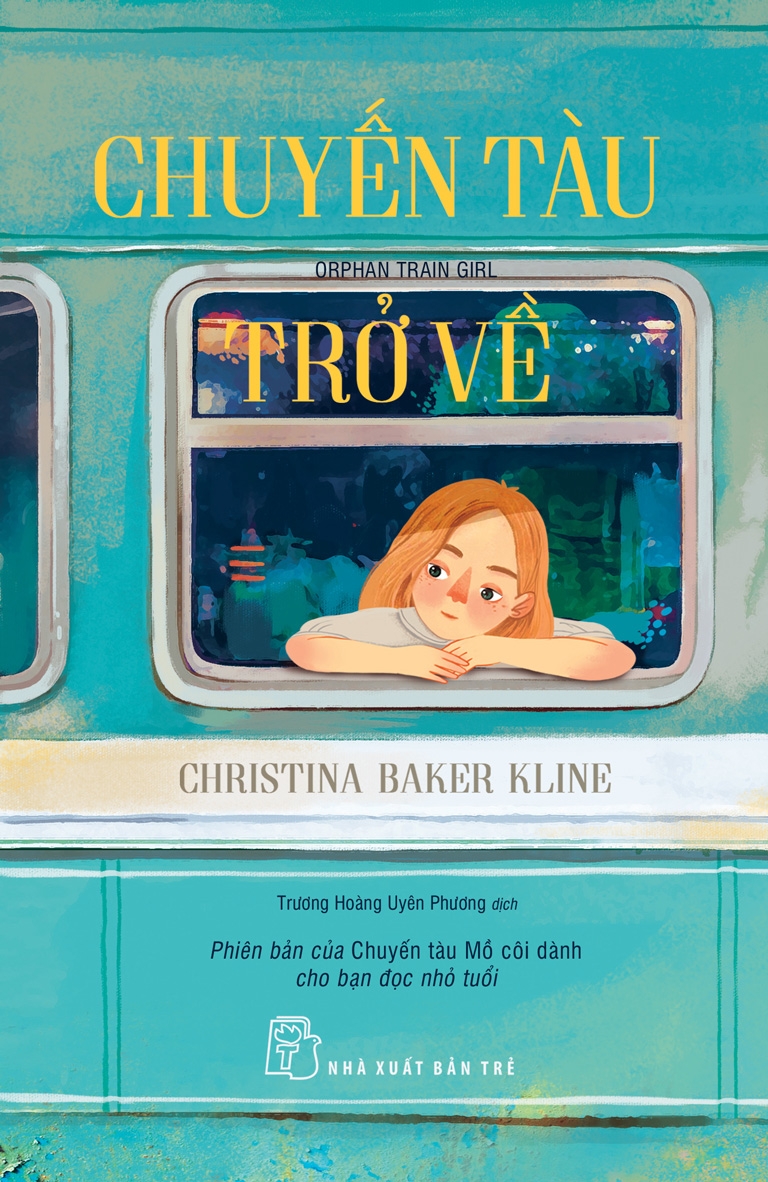 CHUYẾN TÀU
ORPHAN TRAIN GIRL
TRỞ VỀ
CHRISTINA BAKER KLINE
Trương Hoàng Uyên Phương dịch
Phiên bản của Chuyến tàu Mồ côi dành
cho bạn đọc nhỏ tuổi
NHÀ XUẤT BẢN TRẺ